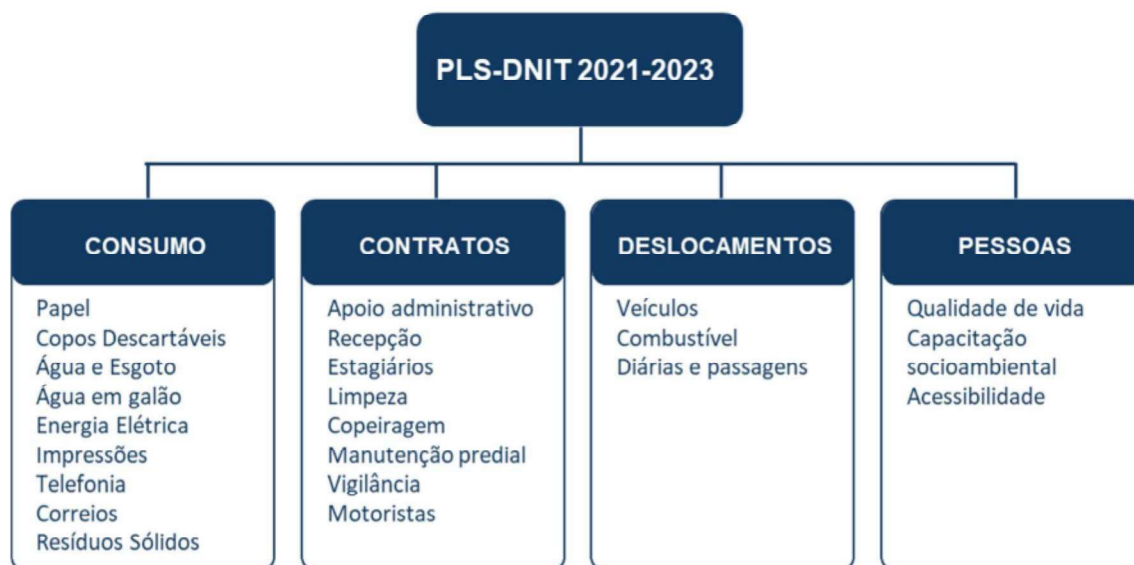 PLS-DNIT 2021-2023
CONSUMO
Papel
Copos Descartáveis
Água e Esgoto
Água em galão
Energia Elétrica
Impressões
Telefonia
Correios
Resíduos Sólidos
CONTRATOS
Apoio administrativo
Recepção
Estagiários
Limpeza
Copeiragem
Manutenção predial
Vigilância
Motoristas
DESLOCAMENTOS
Veículos
Combustível
Diárias e passagens
PESSOAS
Qualidade de vida
Capacitação
socioambiental
Acessibilidade